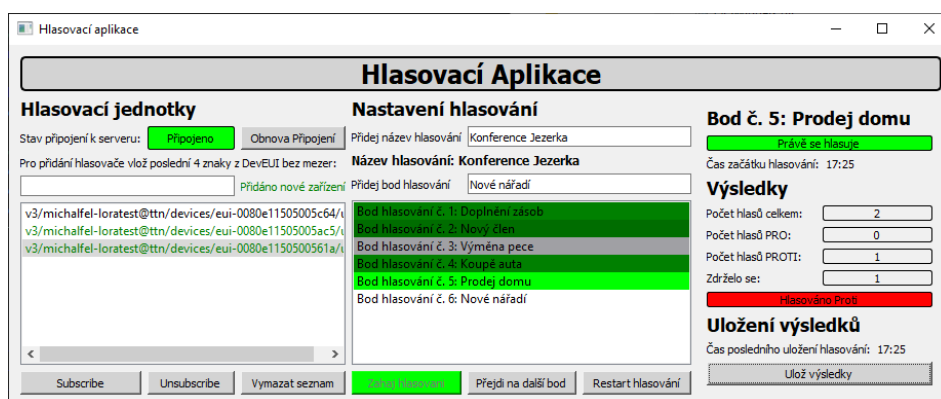 Hlasovací aplikace
Hlasovací Aplikace
Hlasovací jednotky
Stav připojení k serveru: Připojeno Obnova Připojení
Pro přidání hlasovače vlož poslední 4 znaky z DevEUI bez mezer:
Přidáno nové zařízení
v3/michalfel-loratest@ttn/devices/eui-0080e11505005c64/u
v3/michalfel-loratest@ttn/devices/eui-0080e11505005ac5/u
v3/michalfel-loratest@ttn/devices/eui-0080e1150500561a/u
Subscribe Unsubscribe Vymazat seznam
Nastavení hlasování
Přidej název hlasování Konference Jezerka
Název hlasování: Konference Jezerka
Přidej bod hlasování Nové nářadí
Bod hlasování č. 1: Doplnění zásob
Bod hlasování č. 2: Nový člen
Bod hlasování č. 3: Výměna pece
Bod hlasování č. 4: Koupě auta
Bod hlasování č. 5: Prodej domu
Bod hlasování č. 6: Nové nářadí
Zahaj hlasovani Přejdi na další bod Restart hlasování
Bod č. 5: Prodej domu
Právě se hlasuje
Čas začátku hlasování: 17:25
Výsledky
Počet hlasů celkem: 2
Počet hlasů PRO: 0
Počet hlasů PROTI: 1
Zdrželo se: 1
Hlasováno Proti
Uložení výsledků
Čas posledního uložení hlasování: 17:25
Ulož výsledky